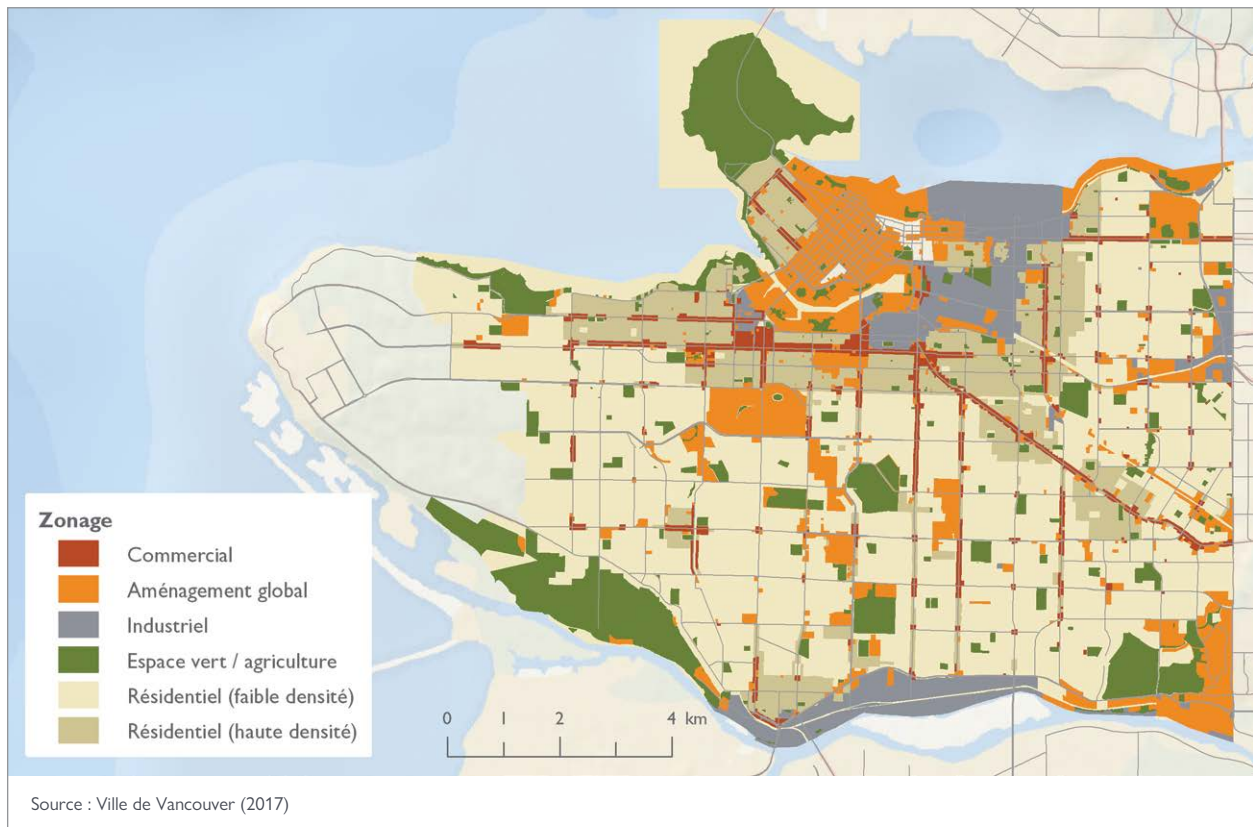 Zonage
Commercial
Aménagement global
Industriel
Espace vert / agriculture
Résidentiel (faible densité)
Résidentiel (haute densité)
0 1 2 4 km
Source : Ville de Vancouver (2017)